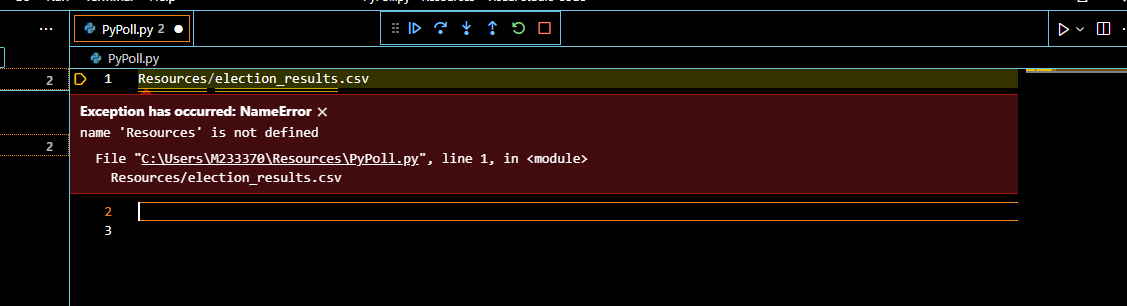 PyPoll.py 2
PyPoll.py
2
1 Resources/election_results.csv
Exception has occurred: NameError
name 'Resources' is not defined
2
File "C:\Users\M233370\Resources\PyPoll.py", line 1, in <module>
Resources/election_results.csv
2
3